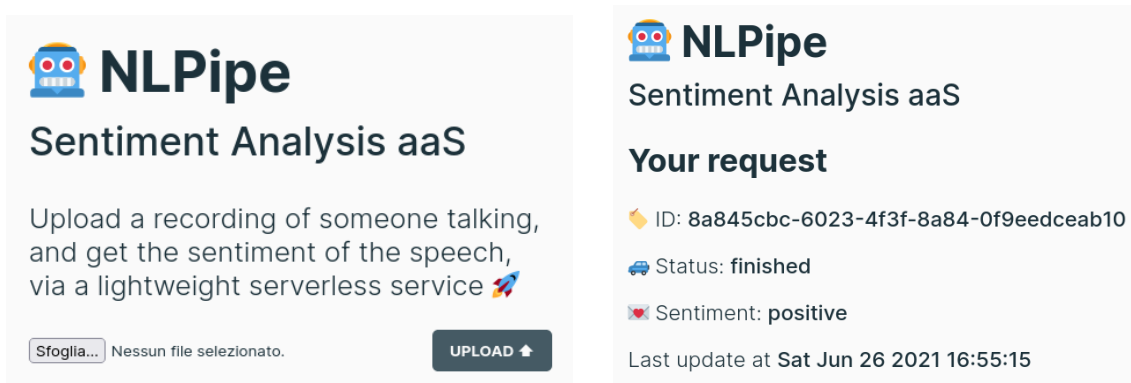 NLPipe
Sentiment Analysis aaS
Upload a recording of someone talking,
and get the sentiment of the speech,
via a lightweight serverless service 🚀
Sfoglia... Nessun file selezionato.
UPLOAD ⬆
NLPipe
Sentiment Analysis aaS
Your request
ID: 8a845cbc-6023-4f3f-8a84-0f9eedceab10
Status: finished
Sentiment: positive
Last update at Sat Jun 26 2021 16:55:15